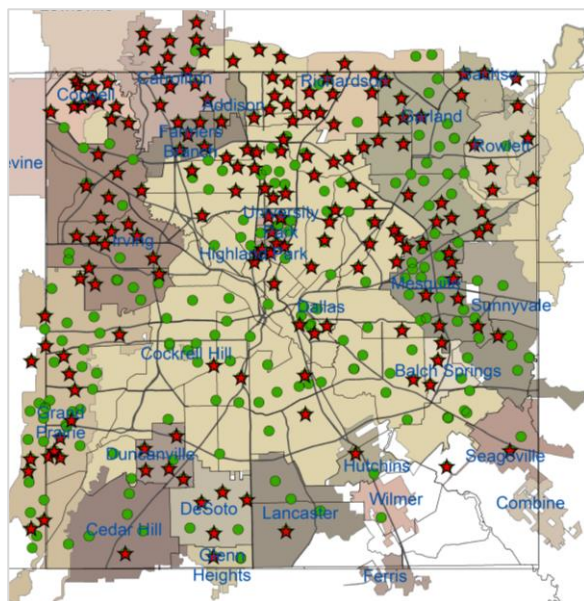 Coppell
Carrollton
Richardson
Sachse
Addison
Garland
Farmers
Branch
Rowlett
evine
University
Park
Irving
Highland Park
Mesquite
Dallas
Sunnyvale
Cockrell Hill
Balch Springs
Grand
Prairie
Duncanville
Hutchins
Seagoville
Wilmer
Combine
DeSoto
Lancaster
Cedar Hill
Glenn
Heights
Ferris